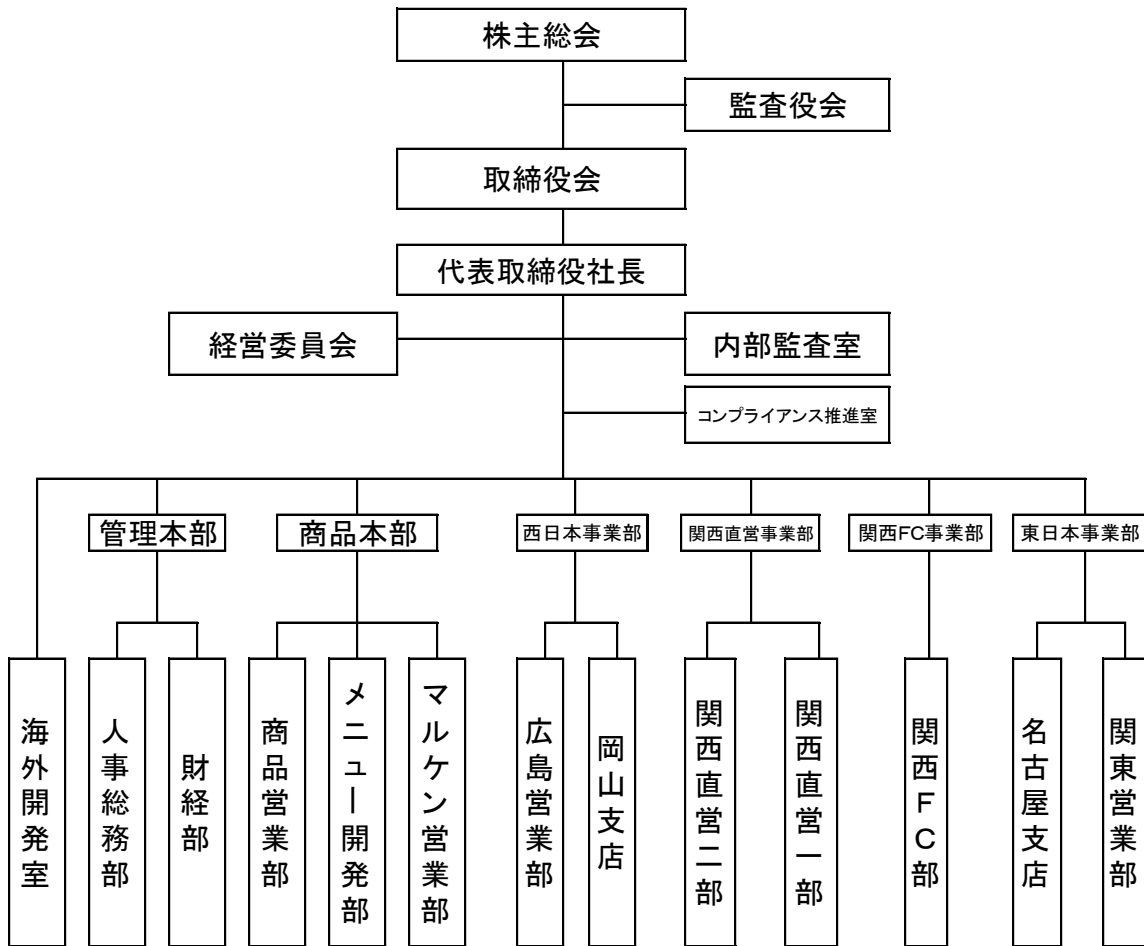 株主総会
監査役会
取締役会
代表取締役社長
経営委員会
内部監査室
コンプライアンス推進室
管理本部
商品本部
西日本事業部
関西直営事業部
関西FC事業部
東日本事業部
海外開発室
人事総務部
財経部
商品営業部
メニュー開発部
マルケン営業部
広島営業部
岡山支店
関西直営二部
関西直営一部
関西FC部
名古屋支店
関東営業部